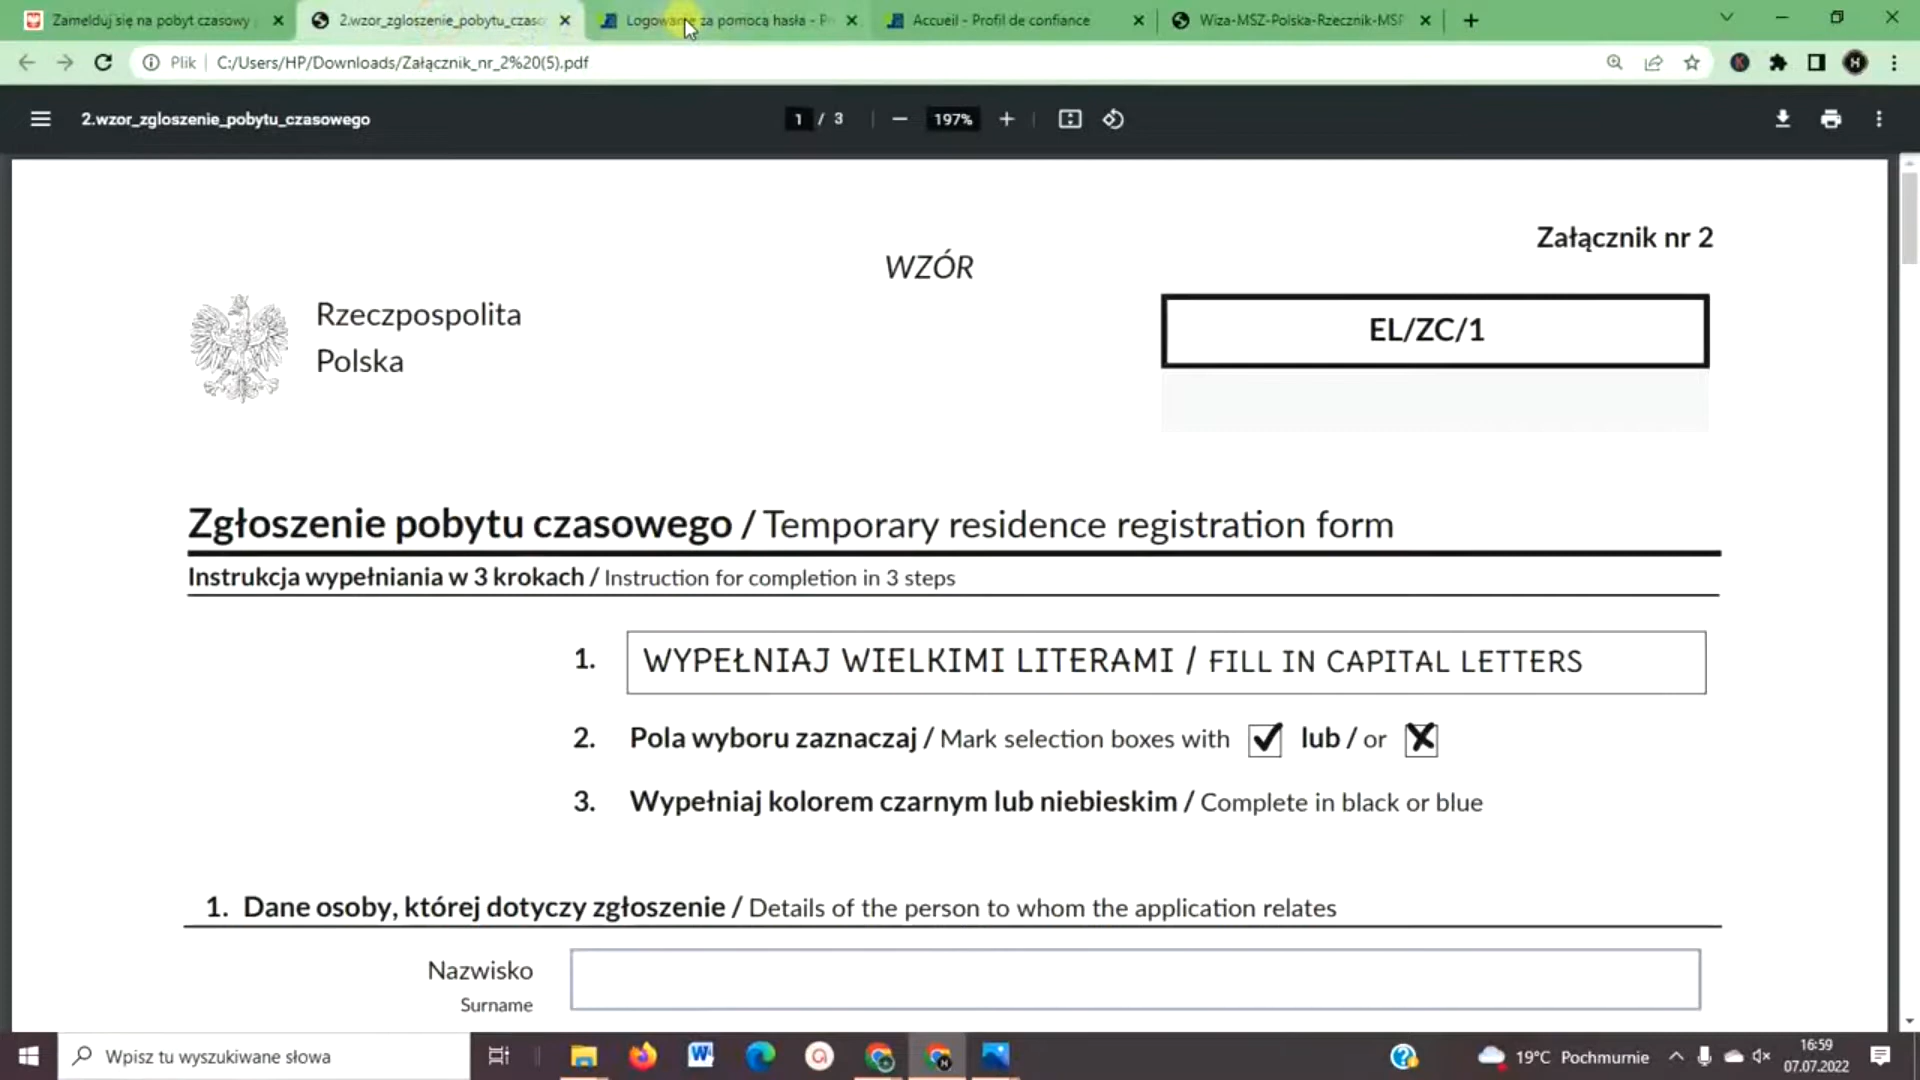 Zamelduj się na pobyt czasowy
2.wzor_zgloszenie_pobytu_czaso
Logowanie za pomocą hasła - P
Accueil - Profil de confiance
Wiza-MSZ-Polska-Rzecznik-MSP
Plik
C:/Users/HP/Downloads/Załącznik_nr_2%20(5).pdf
2.wzor_zgloszenie_pobytu_czasowego
1 / 3
197%
Załącznik nr 2
WZÓR
Rzeczpospolita
Polska
EL/ZC/1
Zgłoszenie pobytu czasowego / Temporary residence registration form
Instrukcja wypełniania w 3 krokach / Instruction for completion in 3 steps
1. WYPEŁNIAJ WIELKIMI LITERAMI / FILL IN CAPITAL LETTERS
2. Pola wyboru zaznaczaj / Mark selection boxes with lub / or
3. Wypełniaj kolorem czarnym lub niebieskim / Complete in black or blue
1. Dane osoby, której dotyczy zgłoszenie / Details of the person to whom the application relates
Nazwisko
Surname
Wpisz tu wyszukiwane słowa
19°C Pochmurnie
16:59
07.07.2022